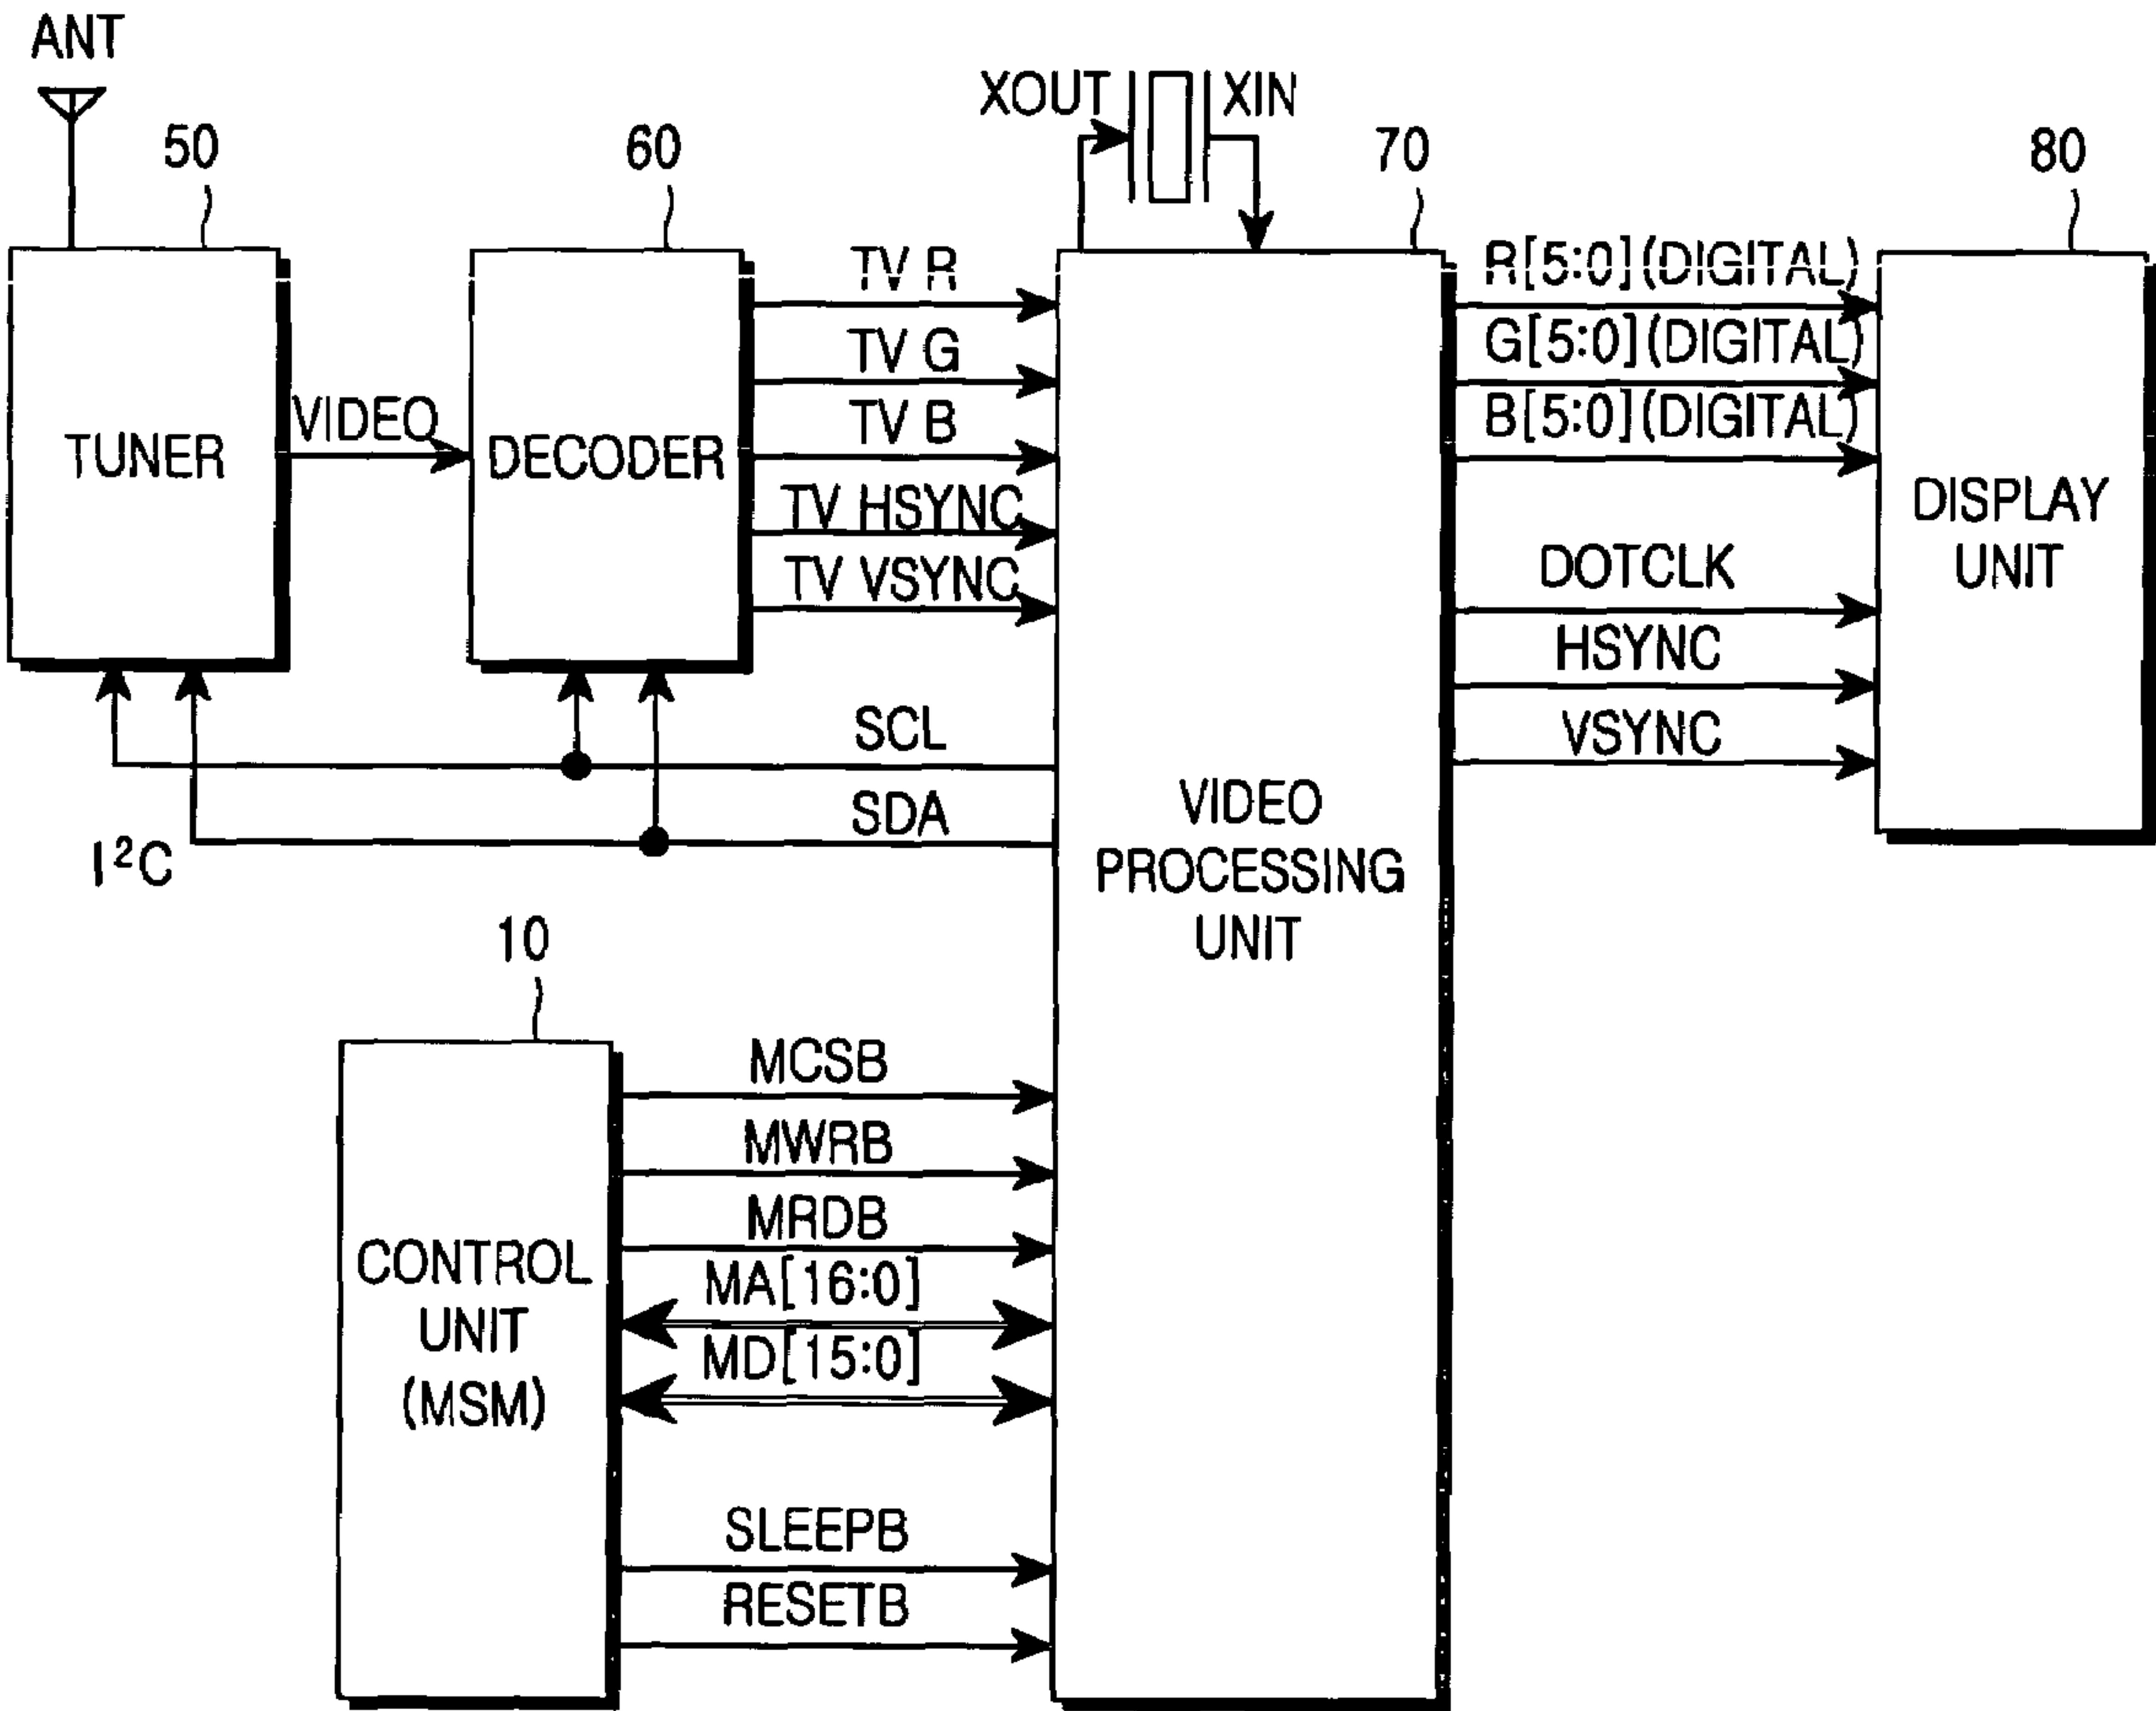 ANT
50
60
XOUT
XIN
70
80
TUNER
VIDEO
DECODER
TV R
TV G
TV B
TV HSYNC
TV VSYNC
SCL
SDA
I²C
VIDEO
PROCESSING
UNIT
R[5:0](DIGITAL)
G[5:0](DIGITAL)
B[5:0](DIGITAL)
DOTCLK
HSYNC
VSYNC
DISPLAY
UNIT
10
CONTROL
UNIT
(MSM)
MCSB
MWRB
MRDB
MA[16:0]
MD[15:0]
SLEEPB
RESETB